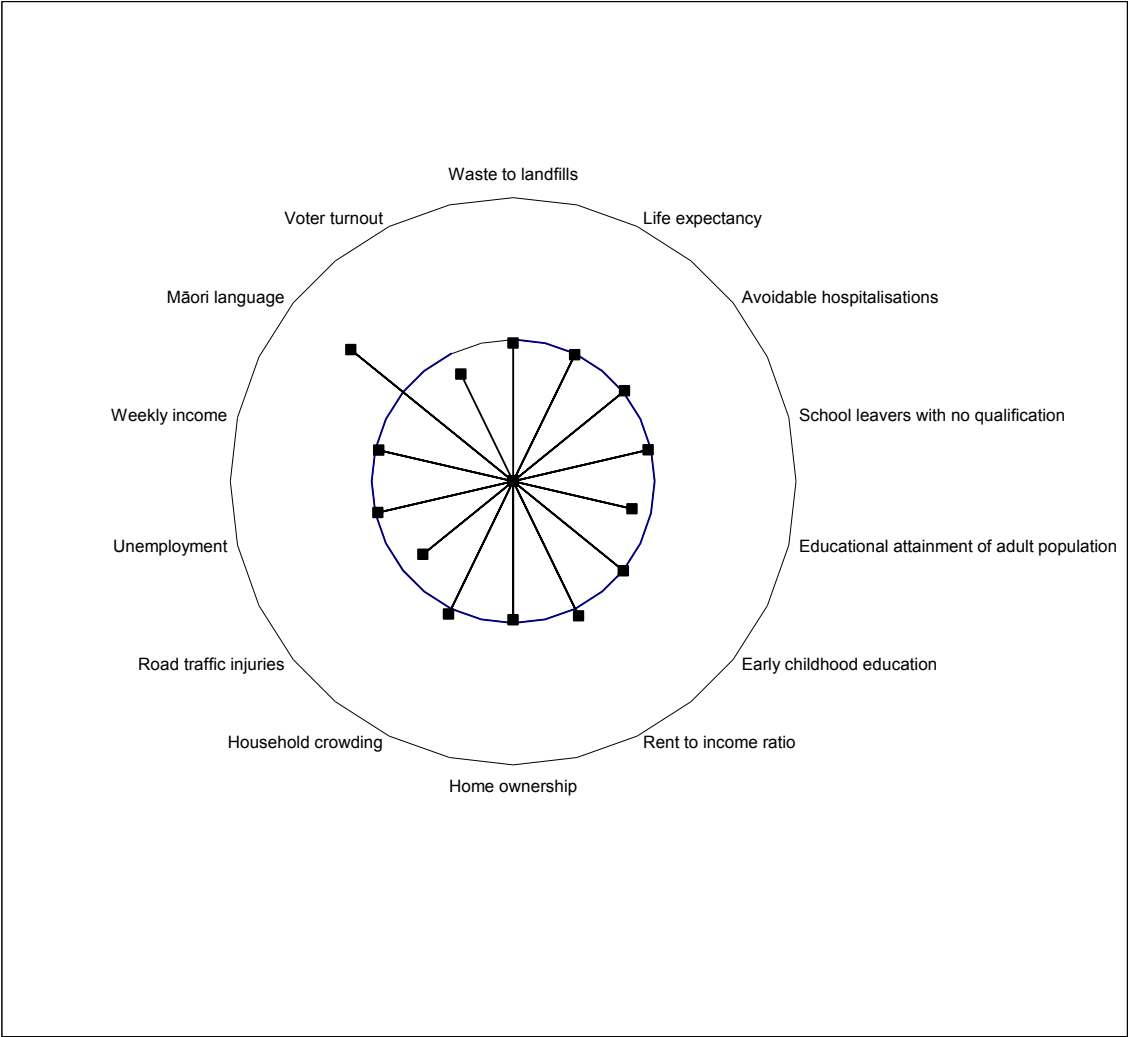 Waste to landfills
Voter turnout
Life expectancy
Māori language
Avoidable hospitalisations
Weekly income
School leavers with no qualification
Unemployment
Educational attainment of adult population
Road traffic injuries
Early childhood education
Household crowding
Rent to income ratio
Home ownership